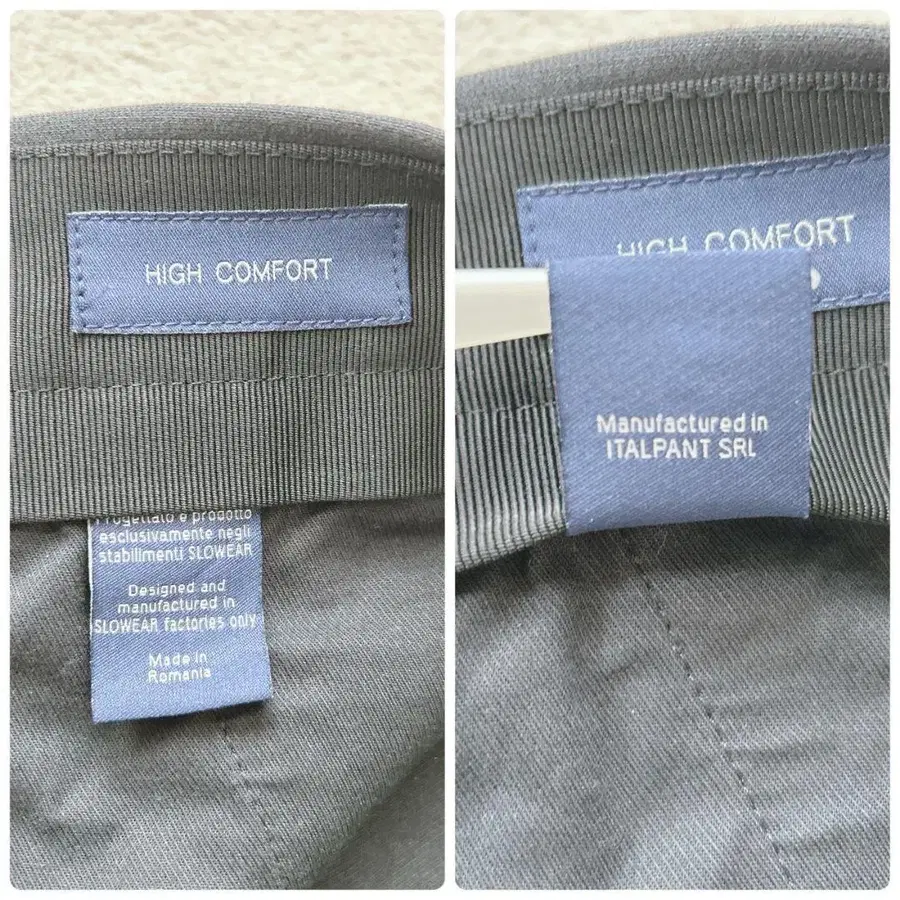 HIGH COMFORT
Progettato e prodotto
esclusivamente negli
stabilimenti SLOWEAR
Designed and
manufactured in
SLOWEAR factories only
Made in
Romania
HIGH COMFORT
Manufactured in
ITALPANT SRL